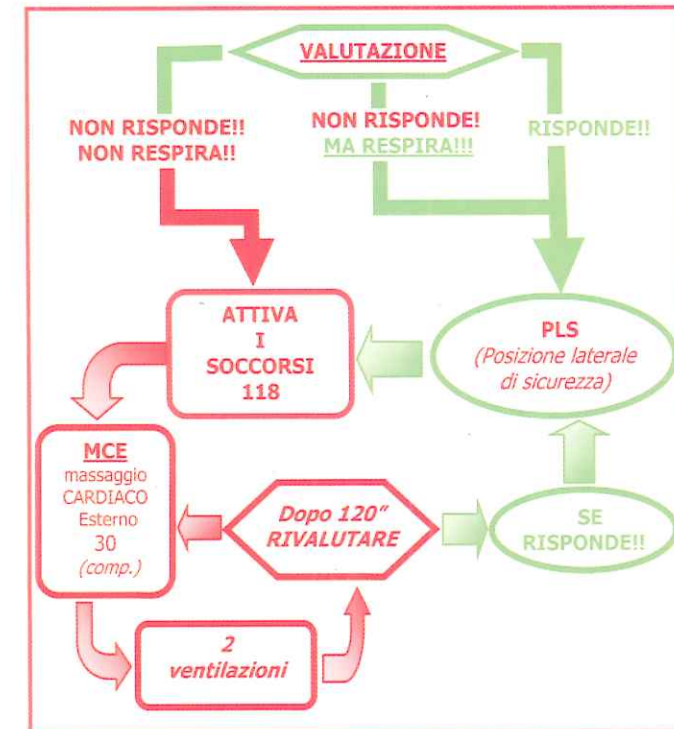 VALUTAZIONE
NON RISPONDE!!
NON RESPIRA!!
NON RISPONDE!
MA RESPIRA!!!
RISPONDE!!
ATTIVA
I
SOCCORSI
118
PLS
(Posizione laterale
di sicurezza)
MCE
massaggio
CARDIACO
Esterno
30
(comp.)
Dopo 120"
RIVALUTARE
SE
RISPONDE!!
2
ventilazioni